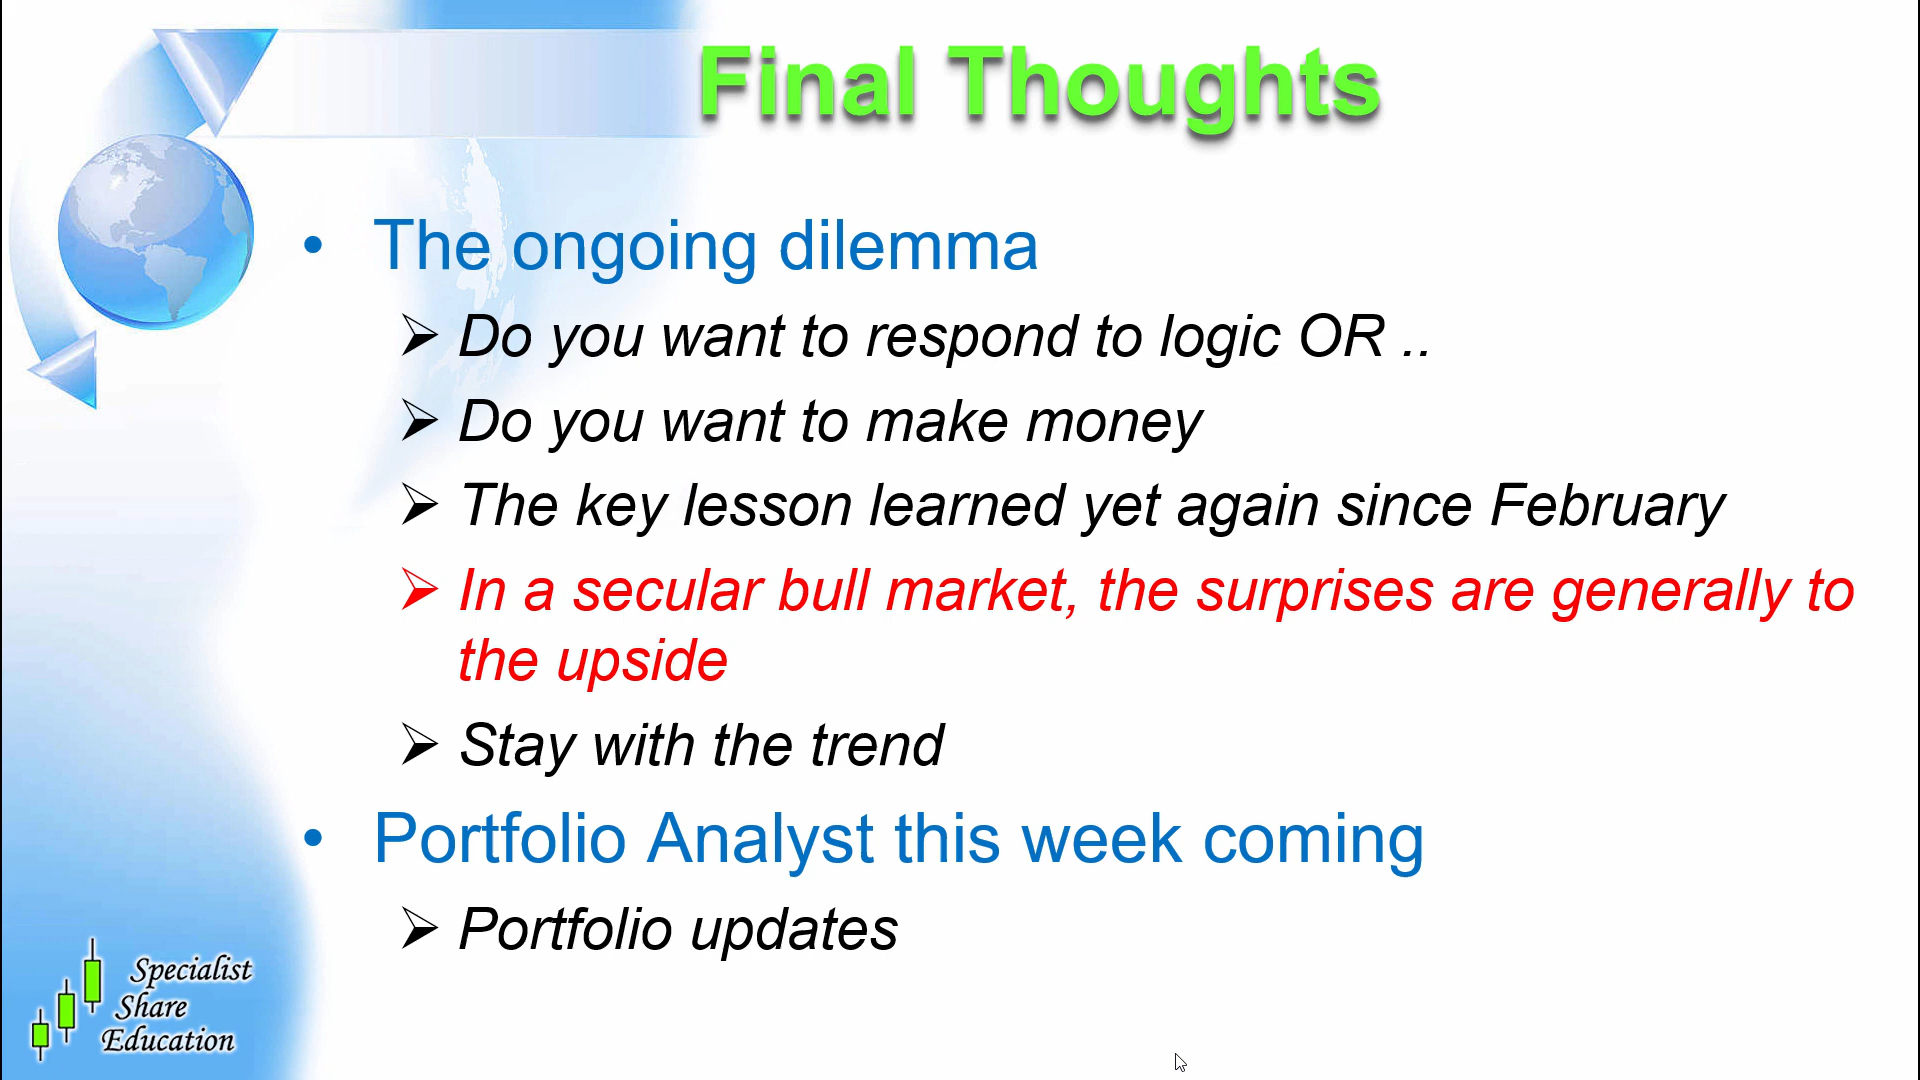 Final Thoughts
• The ongoing dilemma
➢ Do you want to respond to logic OR ..
➢ Do you want to make money
➢ The key lesson learned yet again since February
➢ In a secular bull market, the surprises are generally to
the upside
➢ Stay with the trend
• Portfolio Analyst this week coming
➢ Portfolio updates
Specialist
Share
Education